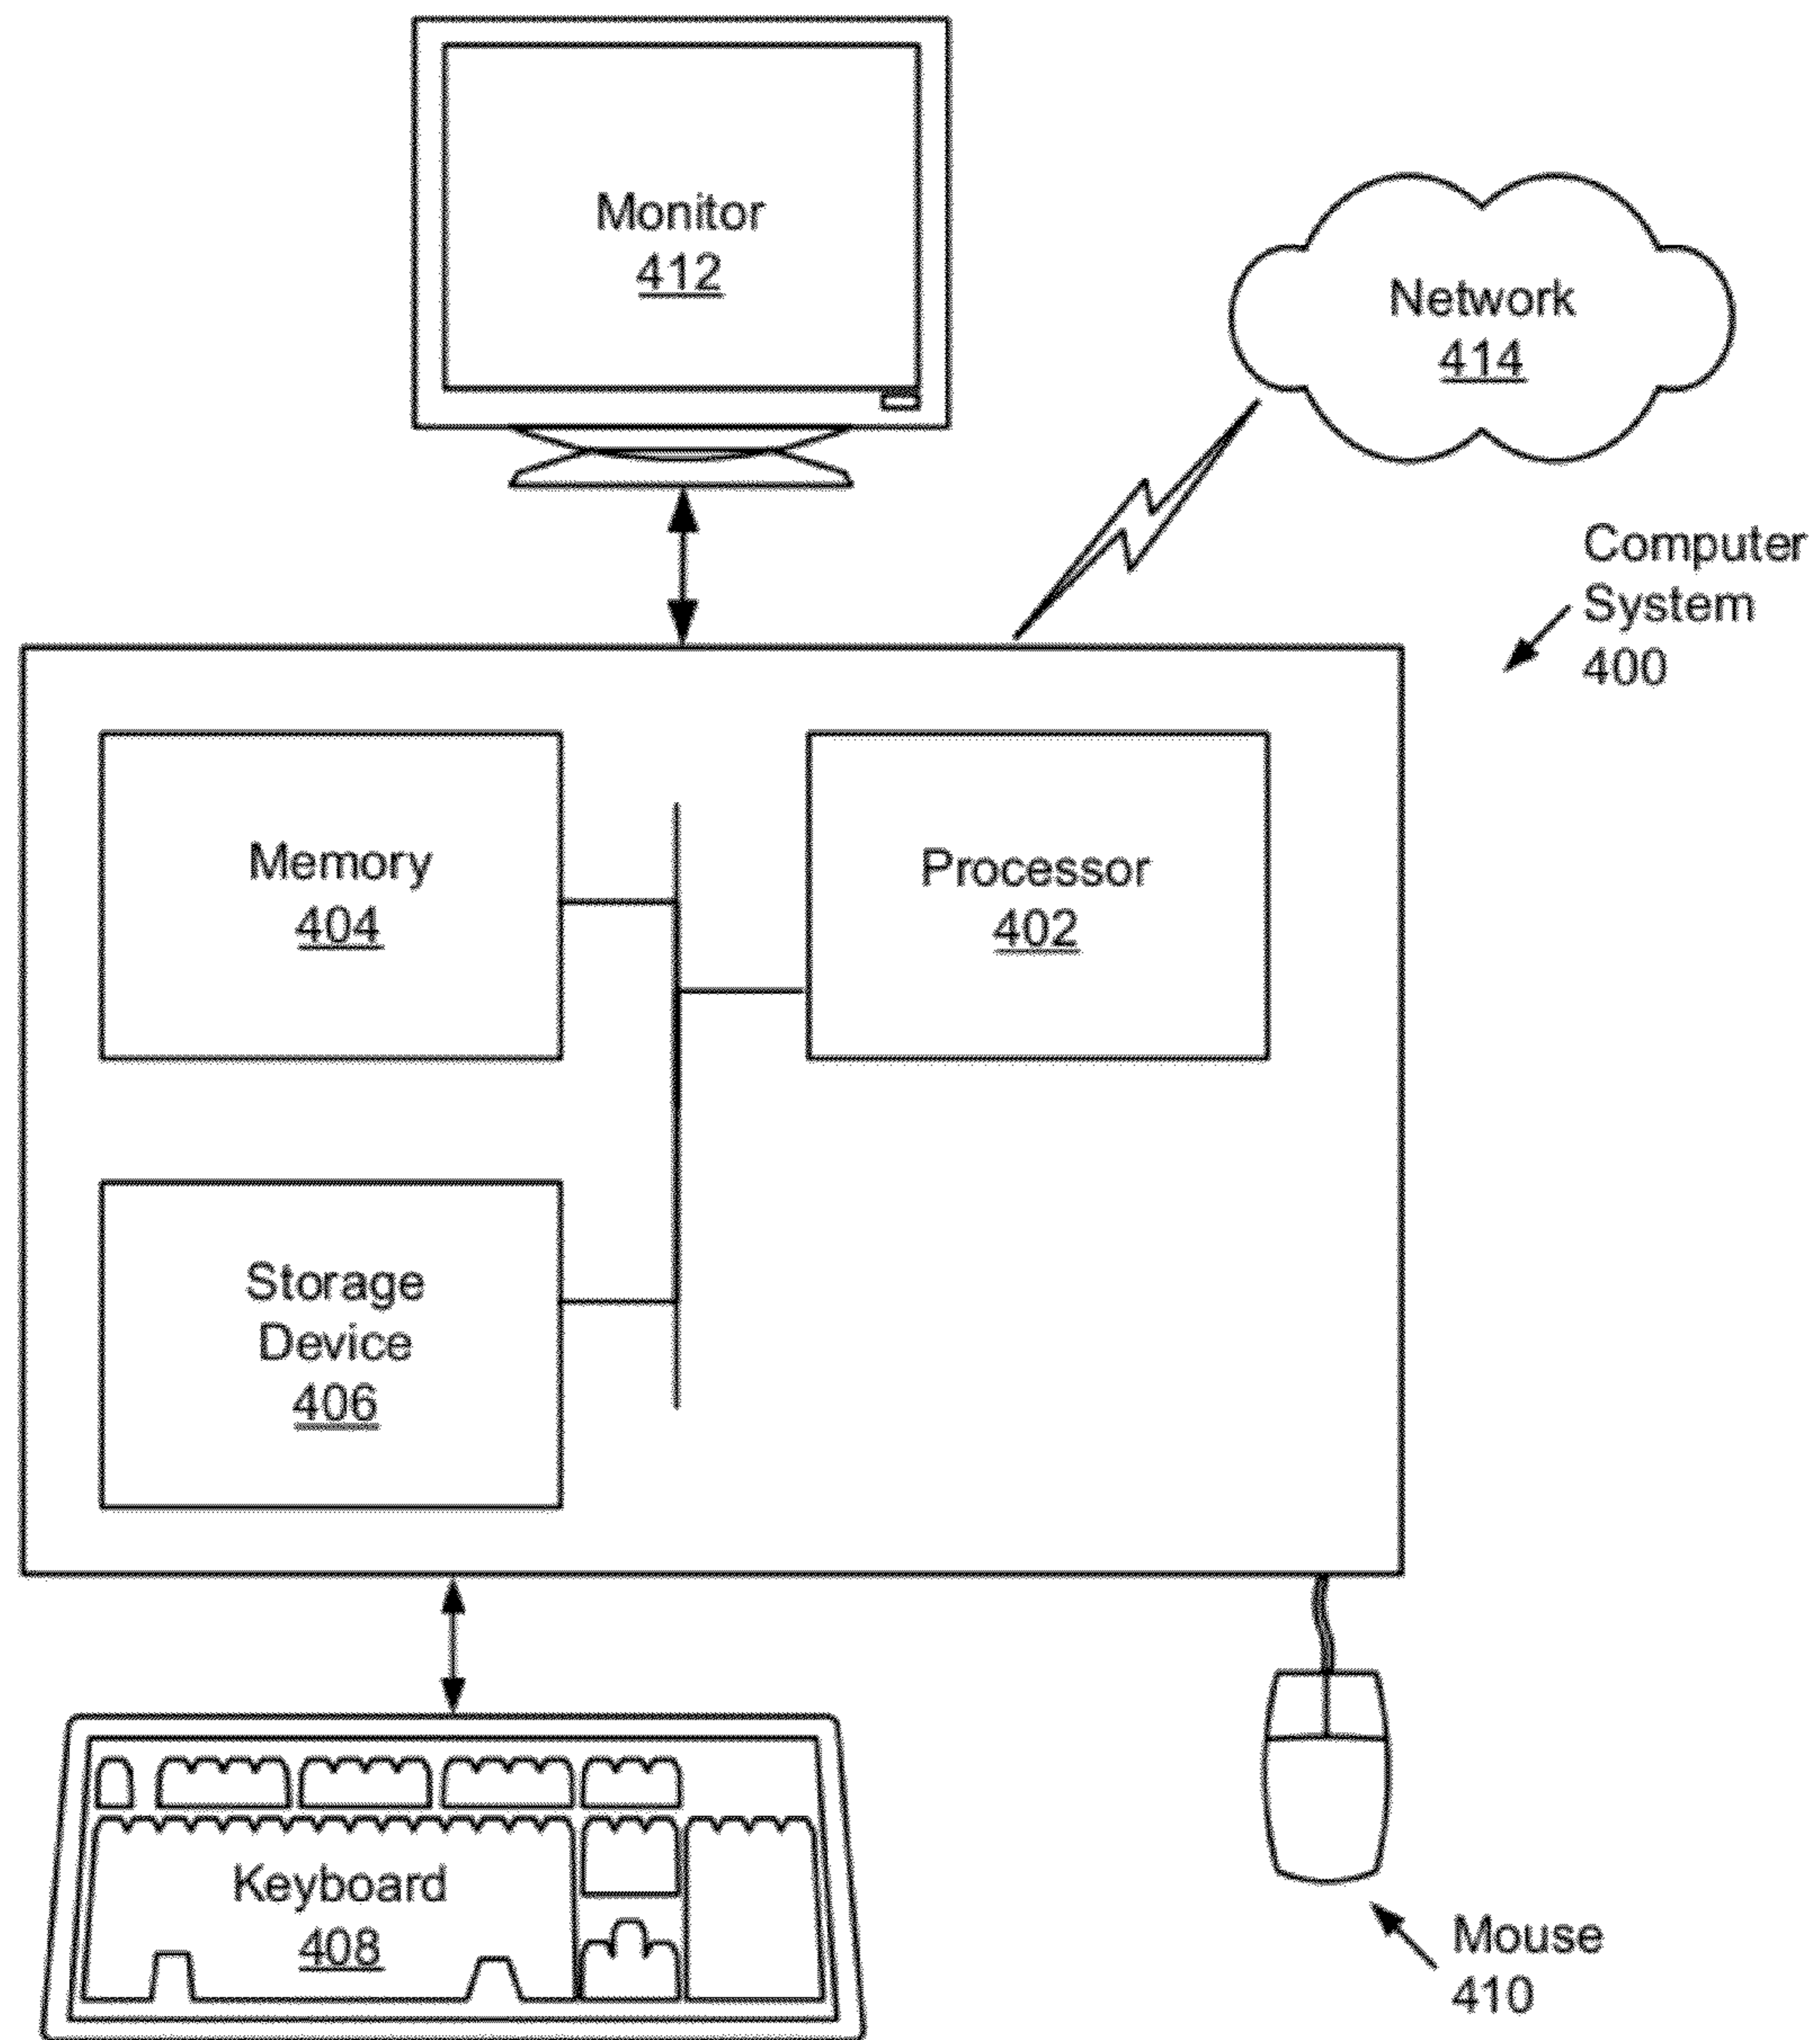 Monitor
412
Network
414
Computer
System
400
Memory
404
Processor
402
Storage
Device
406
Keyboard
408
Mouse
410